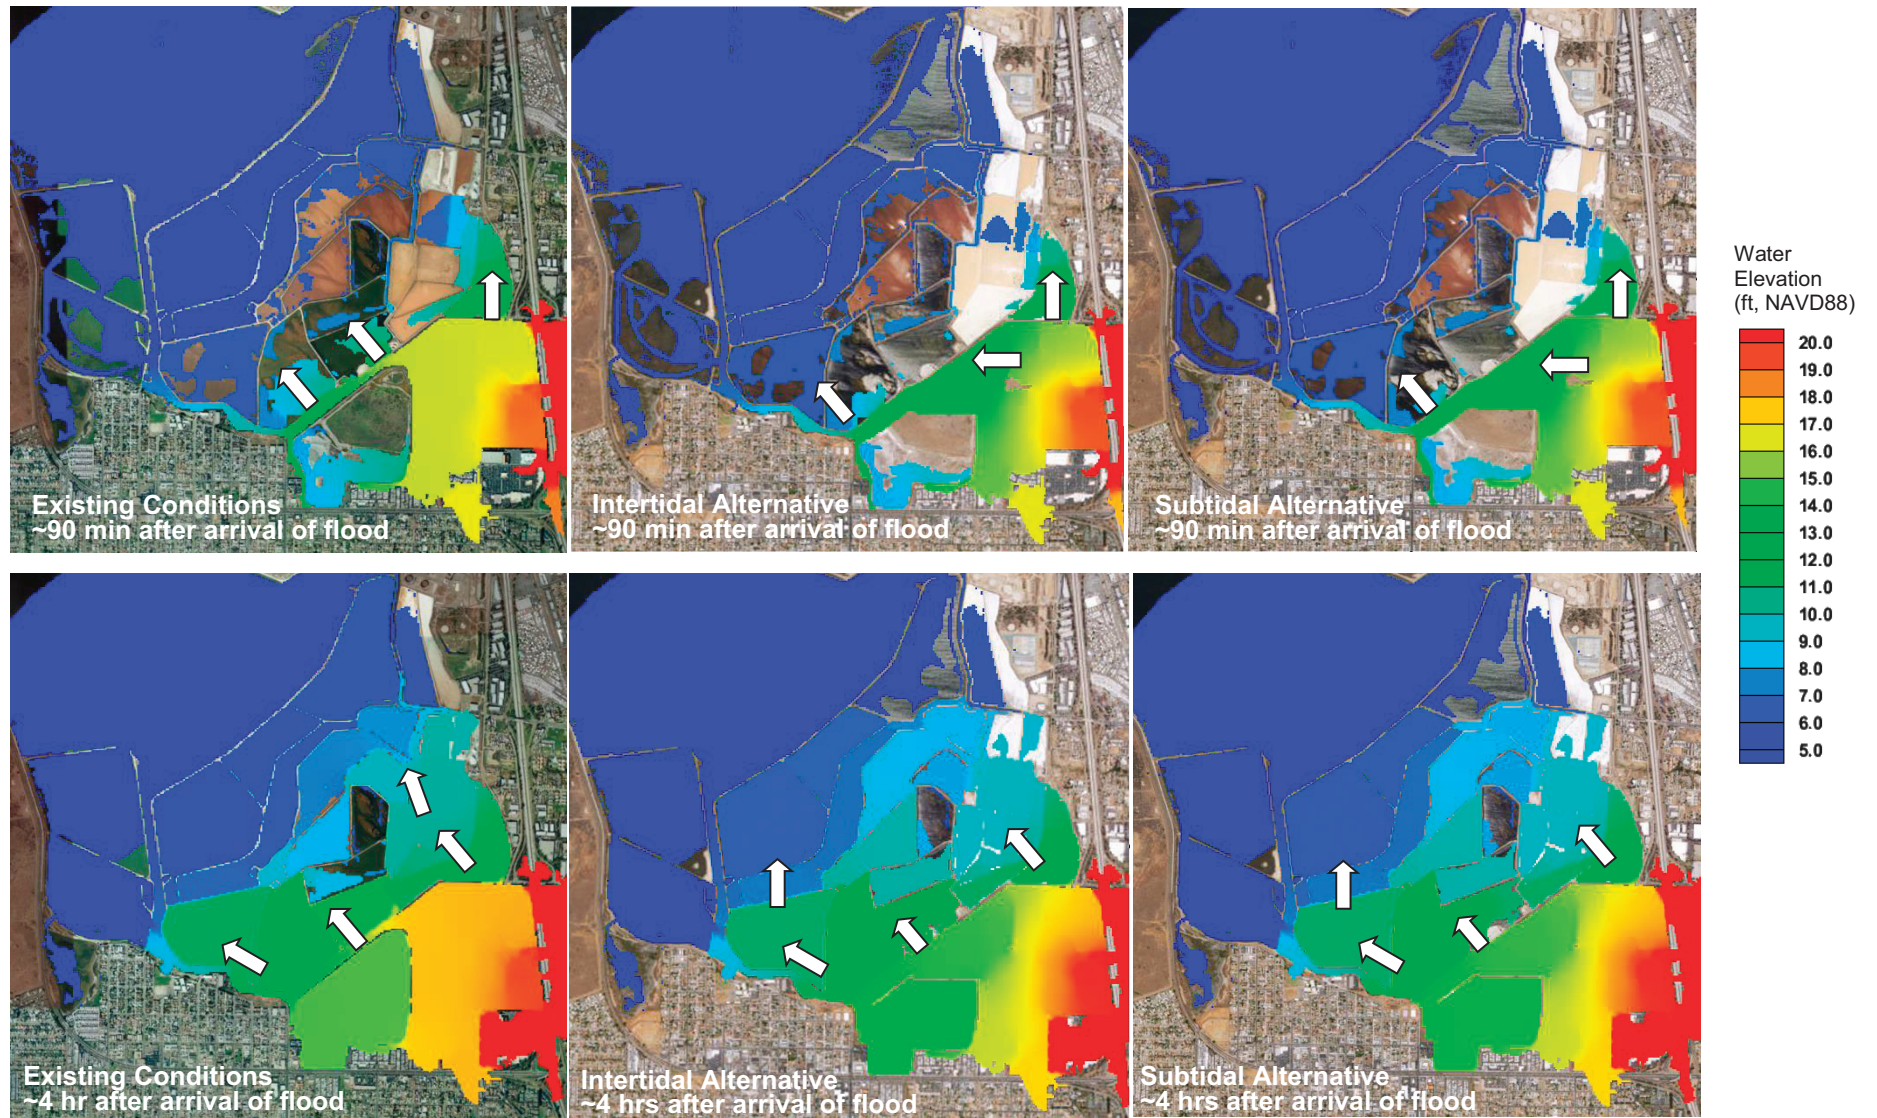 Existing Conditions
~90 min after arrival of flood
Intertidal Alternative
~90 min after arrival of flood
Subtidal Alternative
~90 min after arrival of flood
Water
Elevation
(ft, NAVD88)
20.0
19.0
18.0
17.0
16.0
15.0
14.0
13.0
12.0
11.0
10.0
9.0
8.0
7.0
6.0
5.0
Existing Conditions
~4 hr after arrival of flood
Intertidal Alternative
~4 hrs after arrival of flood
Subtidal Alternative
~4 hrs after arrival of flood